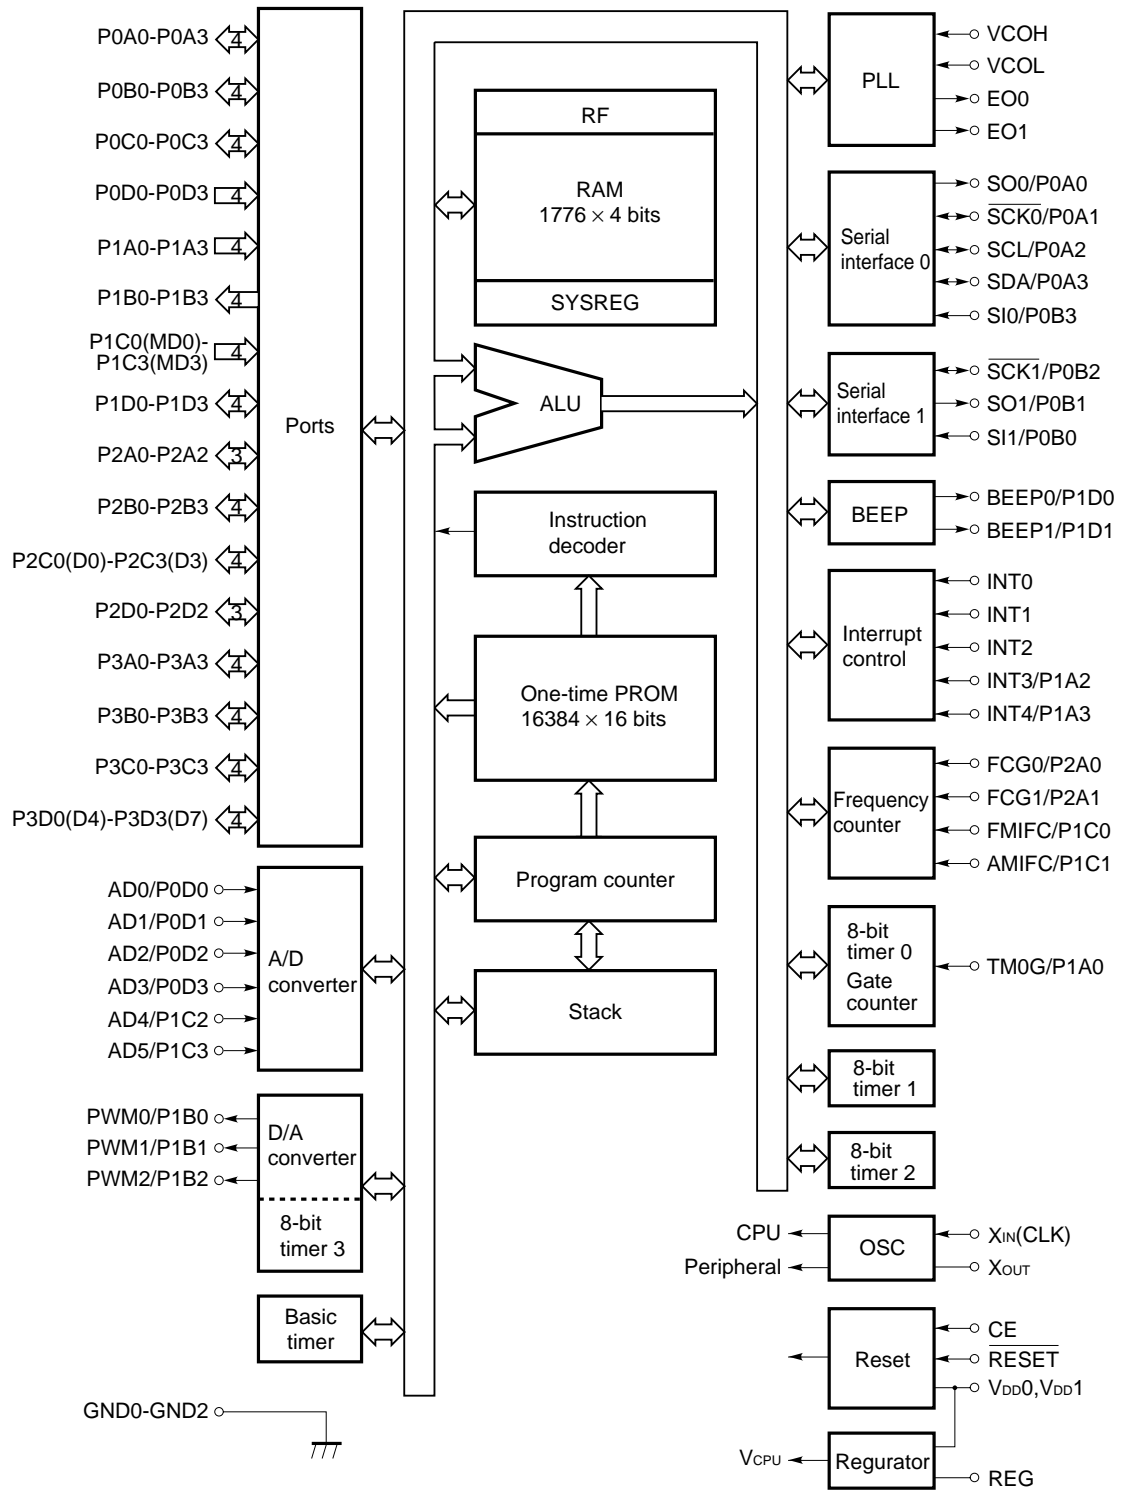 P0A0-P0A3
4
P0B0-P0B3
4
P0C0-P0C3
4
P0D0-P0D3
4
P1A0-P1A3
4
P1B0-P1B3
4
P1C0(MD0)-
P1C3(MD3)
4
P1D0-P1D3
4
P2A0-P2A2
3
P2B0-P2B3
4
P2C0(D0)-P2C3(D3)
4
P2D0-P2D2
3
P3A0-P3A3
4
P3B0-P3B3
4
P3C0-P3C3
4
P3D0(D4)-P3D3(D7)
4
Ports
AD0/P0D0
AD1/P0D1
AD2/P0D2
AD3/P0D3
AD4/P1C2
AD5/P1C3
A/D
converter
PWM0/P1B0
PWM1/P1B1
PWM2/P1B2
D/A
converter
8-bit
timer 3
Basic
timer
GND0-GND2
RF
RAM
1776 × 4 bits
SYSREG
ALU
Instruction
decoder
One-time PROM
16384 × 16 bits
Program counter
Stack
PLL
VCOH
VCOL
EO0
EO1
Serial
interface 0
SO0/P0A0
SCK0/P0A1
SCL/P0A2
SDA/P0A3
SI0/P0B3
Serial
interface 1
SCK1/P0B2
SO1/P0B1
SI1/P0B0
BEEP
BEEP0/P1D0
BEEP1/P1D1
Interrupt
control
INT0
INT1
INT2
INT3/P1A2
INT4/P1A3
Frequency
counter
FCG0/P2A0
FCG1/P2A1
FMIFC/P1C0
AMIFC/P1C1
8-bit
timer 0
Gate
counter
TM0G/P1A0
8-bit
timer 1
8-bit
timer 2
CPU
Peripheral
OSC
XIN(CLK)
XOUT
Reset
CE
RESET
VDD0,VDD1
VCPU
Regurator
REG